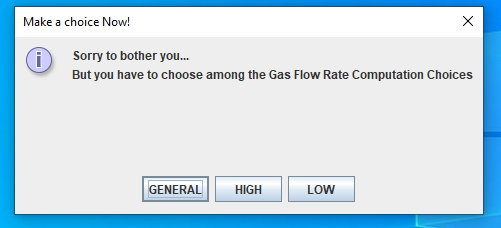 Make a choice Now!
Sorry to bother you...
But you have to choose among the Gas Flow Rate Computation Choices
GENERAL HIGH LOW